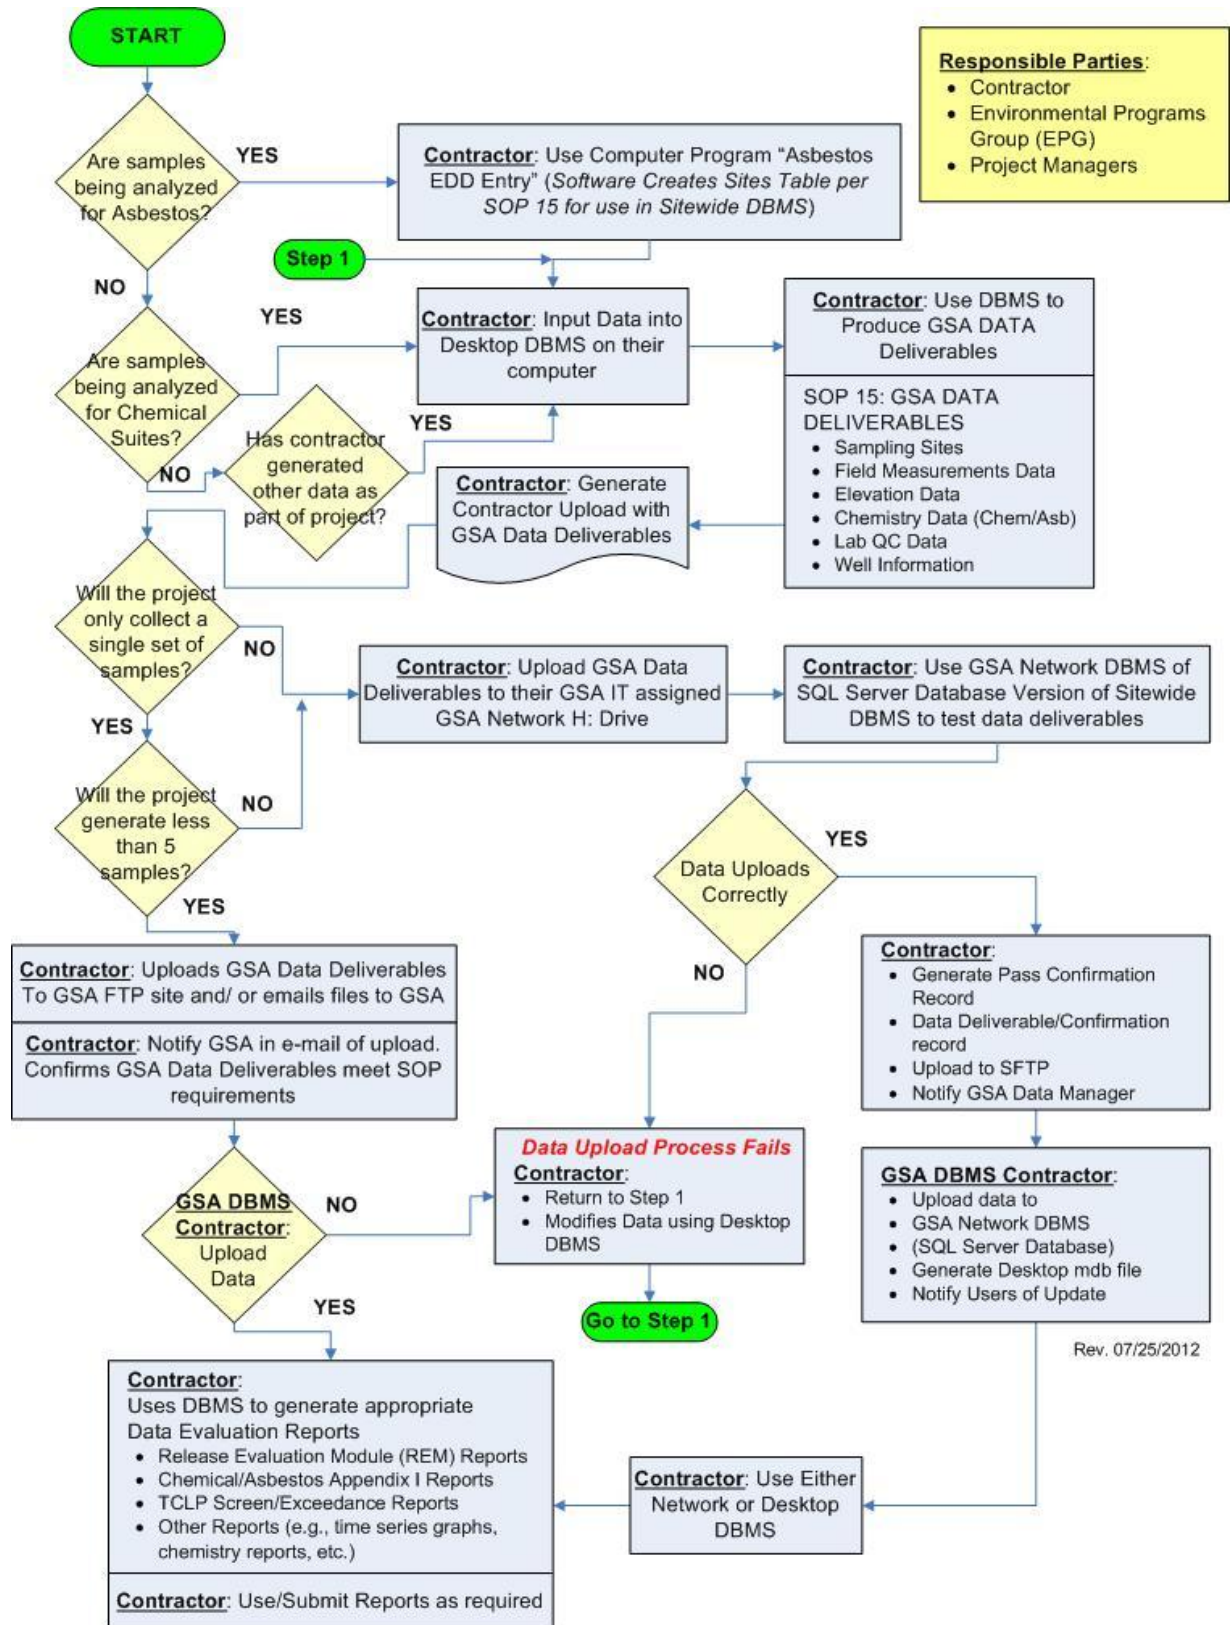 START
Responsible Parties:
• Contractor
• Environmental Programs
Group (EPG)
• Project Managers
Are samples
being analyzed
for Asbestos?
YES
Contractor: Use Computer Program “Asbestos
EDD Entry” (Software Creates Sites Table per
SOP 15 for use in Sitewide DBMS)
Step 1
NO
Are samples
being analyzed
for Chemical
Suites?
YES
Contractor: Input Data into
Desktop DBMS on their
computer
Contractor: Use DBMS to
Produce GSA DATA
Deliverables
SOP 15: GSA DATA
DELIVERABLES
• Sampling Sites
• Field Measurements Data
• Elevation Data
• Chemistry Data (Chem/Asb)
• Lab QC Data
• Well Information
NO
Has contractor
generated
other data as
part of project?
YES
Contractor: Generate
Contractor Upload with
GSA Data Deliverables
Will the project
only collect a
single set of
samples?
NO
Contractor: Upload GSA Data
Deliverables to their GSA IT assigned
GSA Network H: Drive
Contractor: Use GSA Network DBMS of
SQL Server Database Version of Sitewide
DBMS to test data deliverables
YES
Will the project
generate less
than 5
samples?
NO
YES
Data Uploads
Correctly
YES
NO
Contractor: Uploads GSA Data Deliverables
To GSA FTP site and/ or emails files to GSA
Contractor: Notify GSA in e-mail of upload.
Confirms GSA Data Deliverables meet SOP
requirements
Contractor:
• Generate Pass Confirmation
Record
• Data Deliverable/Confirmation
record
• Upload to SFTP
• Notify GSA Data Manager
GSA DBMS
Contractor:
Upload
Data
NO
YES
Data Upload Process Fails
Contractor:
• Return to Step 1
• Modifies Data using Desktop
DBMS
Go to Step 1
GSA DBMS Contractor:
• Upload data to
• GSA Network DBMS
• (SQL Server Database)
• Generate Desktop mdb file
• Notify Users of Update
Rev. 07/25/2012
Contractor:
Uses DBMS to generate appropriate
Data Evaluation Reports
• Release Evaluation Module (REM) Reports
• Chemical/Asbestos Appendix I Reports
• TCLP Screen/Exceedance Reports
• Other Reports (e.g., time series graphs,
chemistry reports, etc.)
Contractor: Use/Submit Reports as required
Contractor: Use Either
Network or Desktop
DBMS